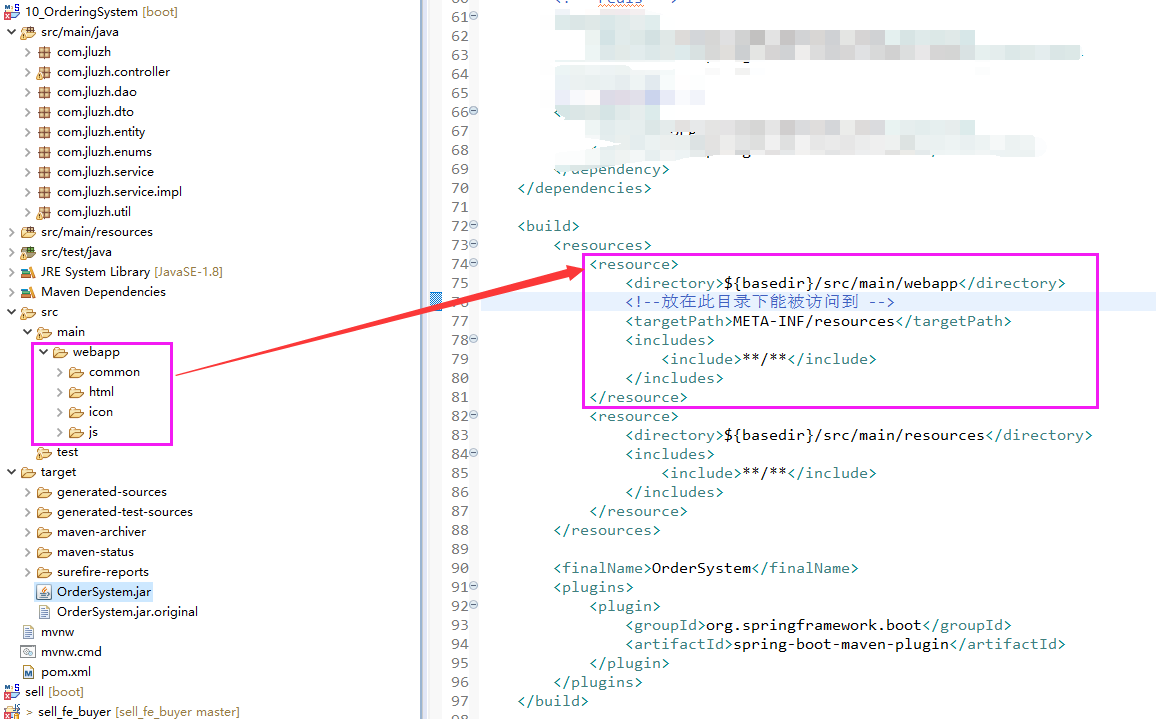 10_OrderingSystem [boot]
src/main/java
com.jluzh
com.jluzh.controller
com.jluzh.dao
com.jluzh.dto
com.jluzh.entity
com.jluzh.enums
com.jluzh.service
com.jluzh.service.impl
com.jluzh.util
src/main/resources
src/test/java
JRE System Library [JavaSE-1.8]
Maven Dependencies
src
main
webapp
common
html
icon
js
test
target
generated-sources
generated-test-sources
maven-archiver
maven-status
surefire-reports
OrderSystem.jar
OrderSystem.jar.original
mvnw
mvnw.cmd
pom.xml
sell [boot]
> sell_fe_buyer [sell_fe_buyer master]
61
62
63
64
65
66
67
68
69 </dependency>
70 </dependencies>
71
72 <build>
73 <resources>
74 <resource>
75 <directory>${basedir}/src/main/webapp</directory>
76 <!--放在此目录下能被访问到 -->
77 <targetPath>META-INF/resources</targetPath>
78 <includes>
79 <include>**/**</include>
80 </includes>
81 </resource>
82 <resource>
83 <directory>${basedir}/src/main/resources</directory>
84 <includes>
85 <include>**/**</include>
86 </includes>
87 </resource>
88 </resources>
89
90 <finalName>OrderSystem</finalName>
91 <plugins>
92 <plugin>
93 <groupId>org.springframework.boot</groupId>
94 <artifactId>spring-boot-maven-plugin</artifactId>
95 </plugin>
96 </plugins>
97 </build>